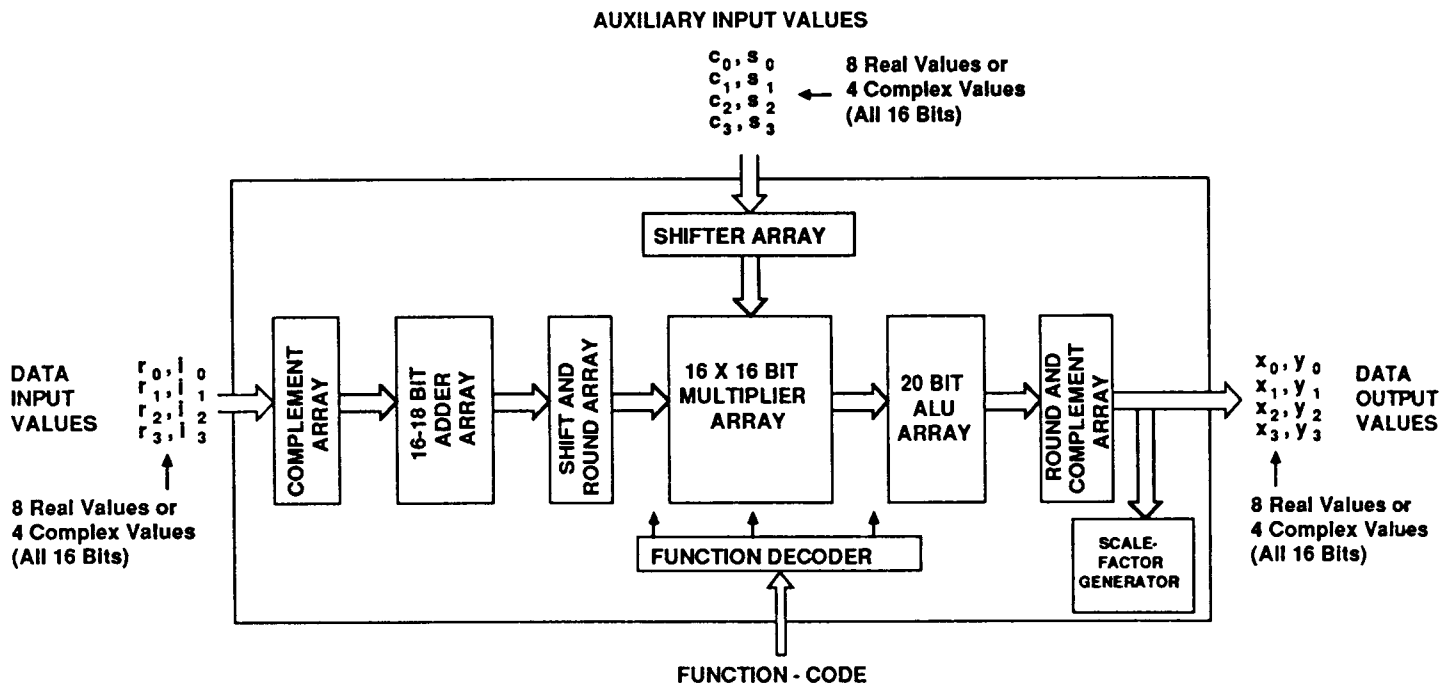 AUXILIARY INPUT VALUES
c0, s0
c1, s1
c2, s2
c3, s3
8 Real Values or
4 Complex Values
(All 16 Bits)
SHIFTER ARRAY
DATA
INPUT
VALUES
r0, i0
r1, i1
r2, i2
r3, i3
8 Real Values or
4 Complex Values
(All 16 Bits)
COMPLEMENT
ARRAY
16-18 BIT
ADDER
ARRAY
SHIFT AND
ROUND ARRAY
16 X 16 BIT
MULTIPLIER
ARRAY
20 BIT
ALU
ARRAY
ROUND AND
COMPLEMENT
ARRAY
x0, y0
x1, y1
x2, y2
x3, y3
DATA
OUTPUT
VALUES
8 Real Values or
4 Complex Values
(All 16 Bits)
FUNCTION DECODER
SCALE-
FACTOR
GENERATOR
FUNCTION - CODE